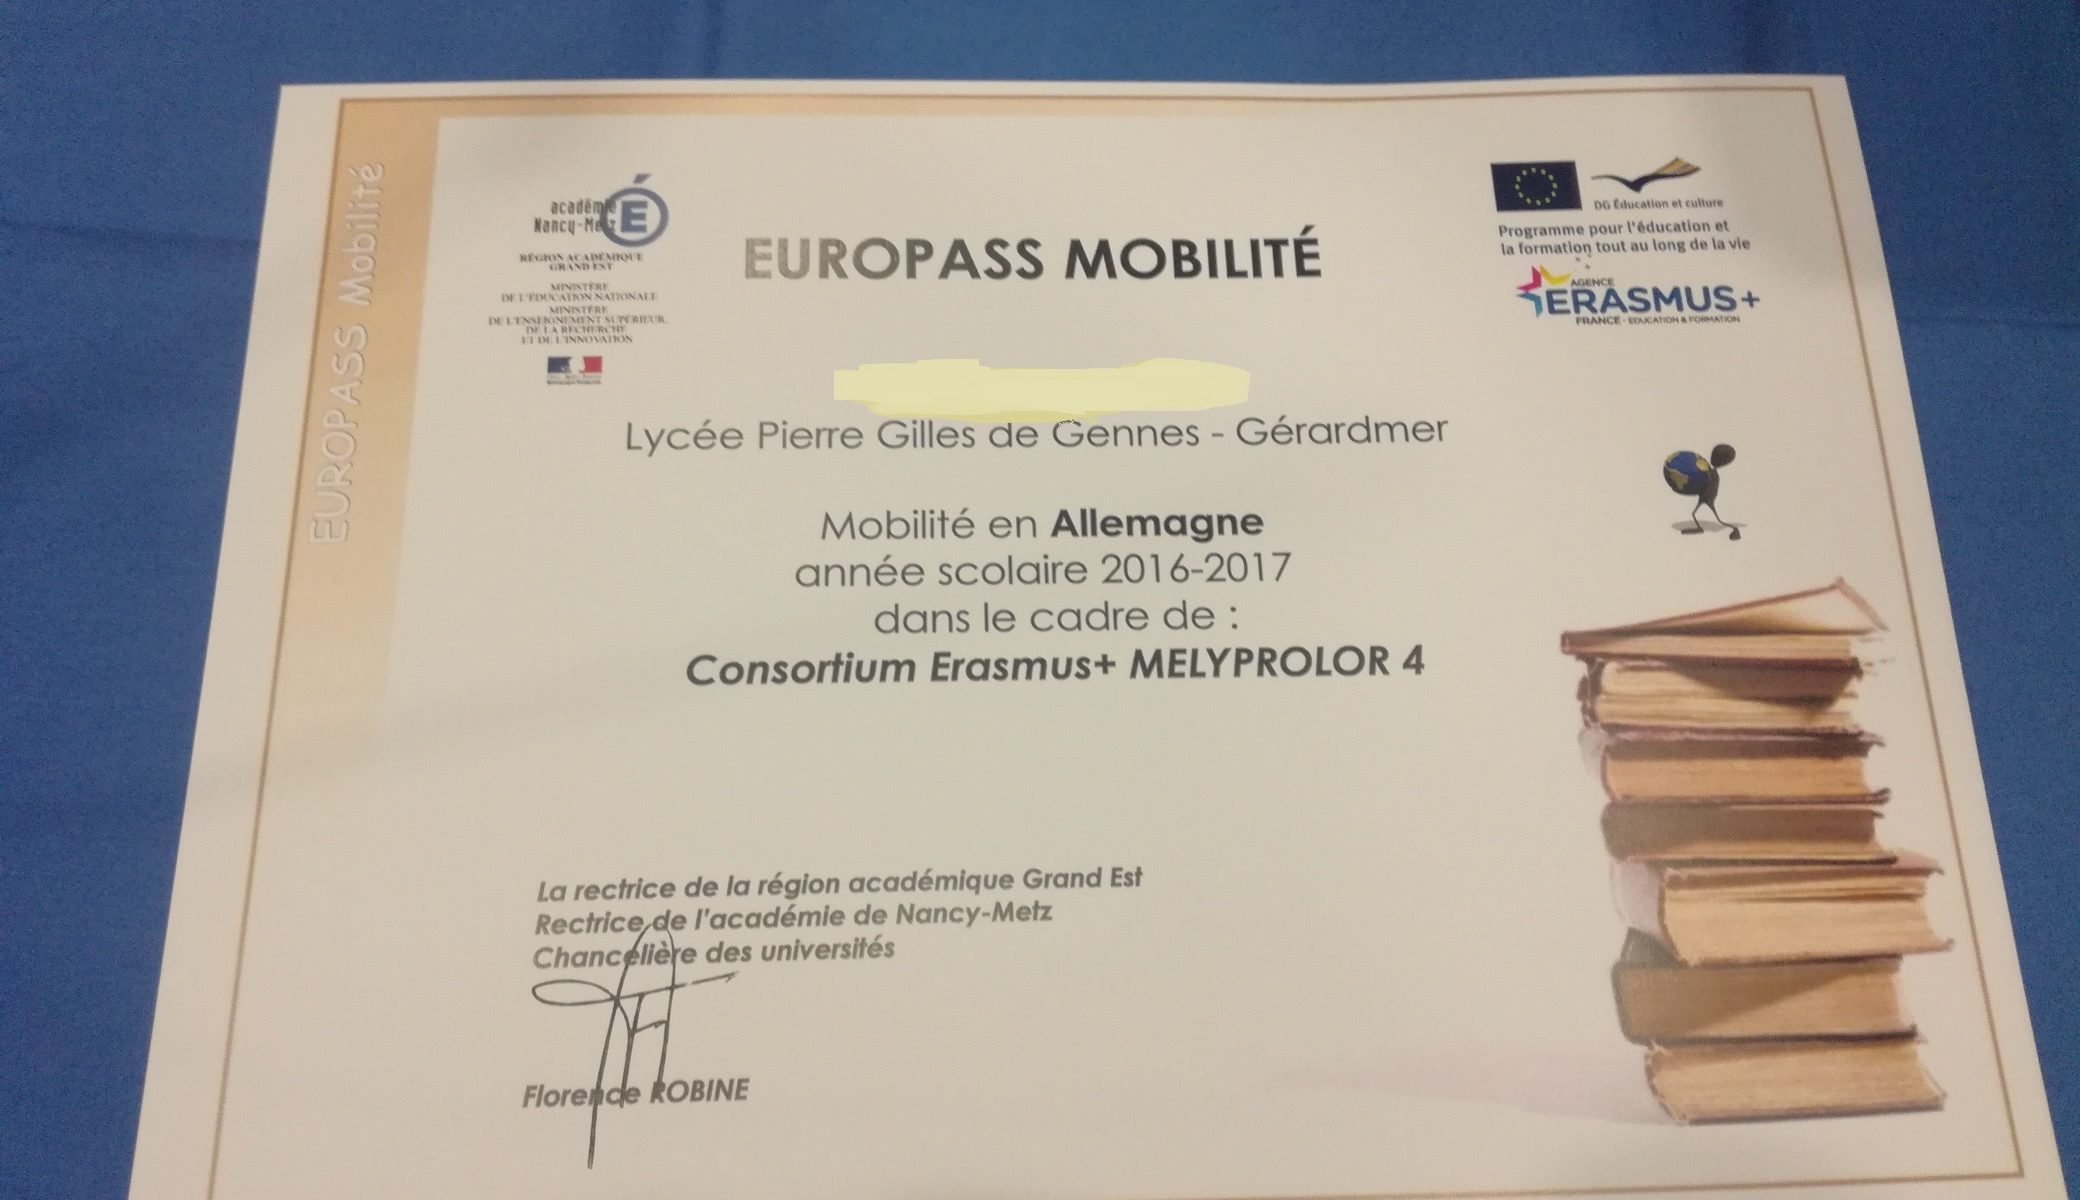 EUROPASS Mobilité
académie
Nancy-Metz
É
RÉGION ACADÉMIQUE
GRAND EST
MINISTÈRE
DE L'ÉDUCATION NATIONALE
MINISTÈRE
DE L'ENSEIGNEMENT SUPÉRIEUR,
DE LA RECHERCHE
ET DE L'INNOVATION
EUROPASS MOBILITÉ
DG Éducation et culture
Programme pour l'éducation et
la formation tout au long de la vie
AGENCE
ERASMUS+
FRANCE - EDUCATION & FORMATION
Lycée Pierre Gilles de Gennes - Gérardmer
Mobilité en Allemagne
année scolaire 2016-2017
dans le cadre de :
Consortium Erasmus+ MELYPROLOR 4
La rectrice de la région académique Grand Est
Rectrice de l'académie de Nancy-Metz
Chancelière des universités
Florence ROBINE